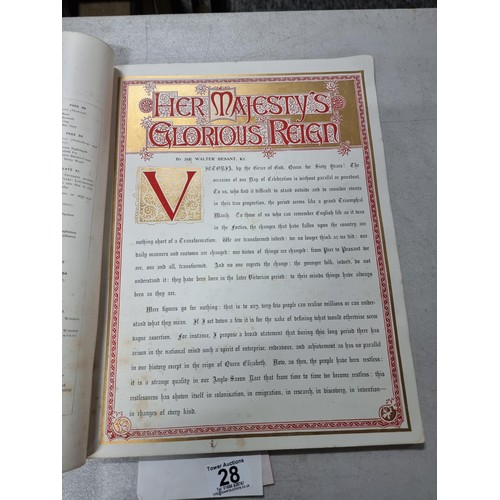 HER MAJESTY'S
GLORIOUS REIGN
By SIR WALTER BESANT, Kt.
VICTORIA, by the Grace of God, Queen for Sixty Years! The
occasion of our Day of Celebration is without parallel or precedent.
To us, who find it difficult to stand outside and to consider events
in their true proportion, the period seems like a grand Triumphal
March. To those of us who can remember English life as it was
in the Forties, the changes that have fallen upon the country are
nothing short of a Transformation. We are transformed indeed: we no longer think as we did: our
daily manners and customs are changed: our views of things are changed: from Peer to Peasant we
are, one and all, transformed. And no one regrets the change: the younger folk, indeed, do not
understand it: they have been born in the later Victorian period: to their minds things have always
been as they are.
Mere figures go for nothing: that is to say, very few people can realise millions or can under-
stand what they mean. If I set down a few it is for the sake of defining what would otherwise seem
vague assertion. For instance, I propose a broad statement that during this long period there has
arisen in the national mind such a spirit of enterprise, endeavour, and achievement as has no parallel
in our history except in the reign of Queen Elizabeth. Now, as then, the people have been restless:
it is a strange quality in our Anglo-Saxon Race that from time to time we become restless: this
restlessness has shown itself in colonisation, in emigration, in research, in discovery, in invention—
in changes of every kind.
Tower Auctions
28